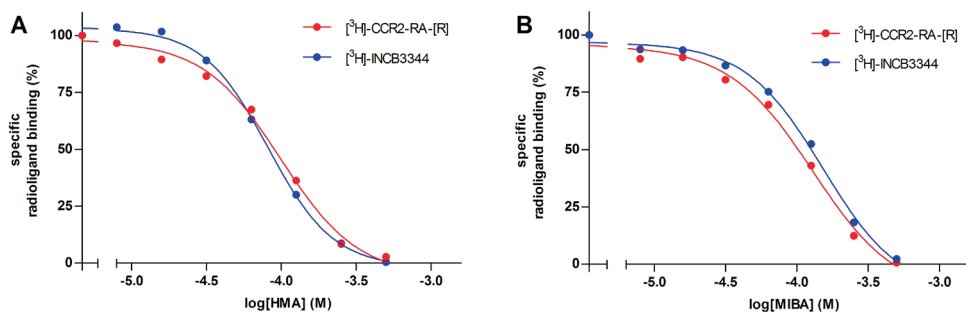 A
[³H]-CCR2-RA-[R]
[³H]-INCB3344
specific
radioligand binding (%)
100
75
50
25
0
-5.0
-4.5
-4.0
-3.5
-3.0
log[HMA] (M)
B
[³H]-CCR2-RA-[R]
[³H]-INCB3344
specific
radioligand binding (%)
100
75
50
25
0
-5.0
-4.5
-4.0
-3.5
-3.0
log[MIBA] (M)